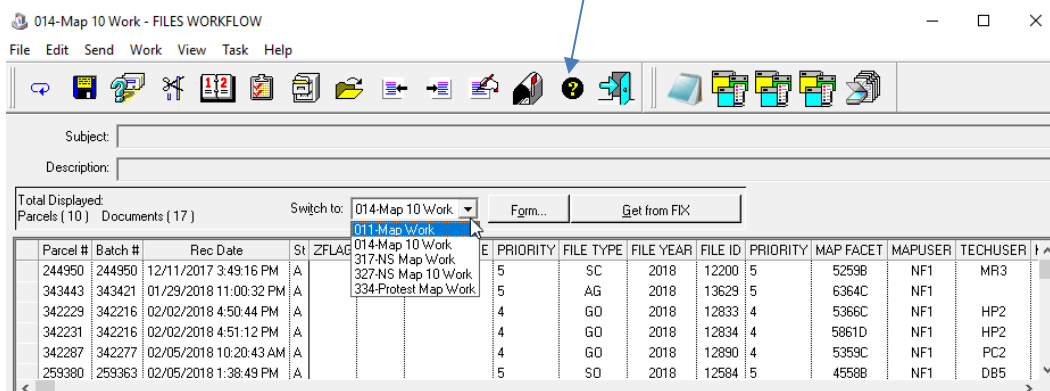 014-Map 10 Work - FILES WORKFLOW
File Edit Send Work View Task Help
Subject:
Description:
Total Displayed:
Parcels ( 10 ) Documents ( 17 )
Switch to: 014-Map 10 Work Form... Get from FIX
011-Map Work
014-Map 10 Work
317-NS Map Work
327-NS Map 10 Work
334-Protest Map Work
Parcel # Batch # Rec Date St ZFLAG E PRIORITY FILE TYPE FILE YEAR FILE ID PRIORITY MAP FACET MAPUSER TECHUSER
244950 244950 12/11/2017 3:49:16 PM A 5 SC 2018 12200 5 5259B NF1 MR3
343443 343421 01/29/2018 11:00:32 PM A 5 AG 2018 13629 5 6364C NF1
342229 342216 02/02/2018 4:50:44 PM A 4 GO 2018 12833 4 5366C NF1 HP2
342231 342216 02/02/2018 4:51:12 PM A 4 GO 2018 12834 4 5861D NF1 HP2
342287 342277 02/05/2018 10:20:43 AM A 4 GO 2018 12890 4 5359C NF1 PC2
259380 259363 02/05/2018 1:38:49 PM A 5 SO 2018 12584 5 4558B NF1 DB5